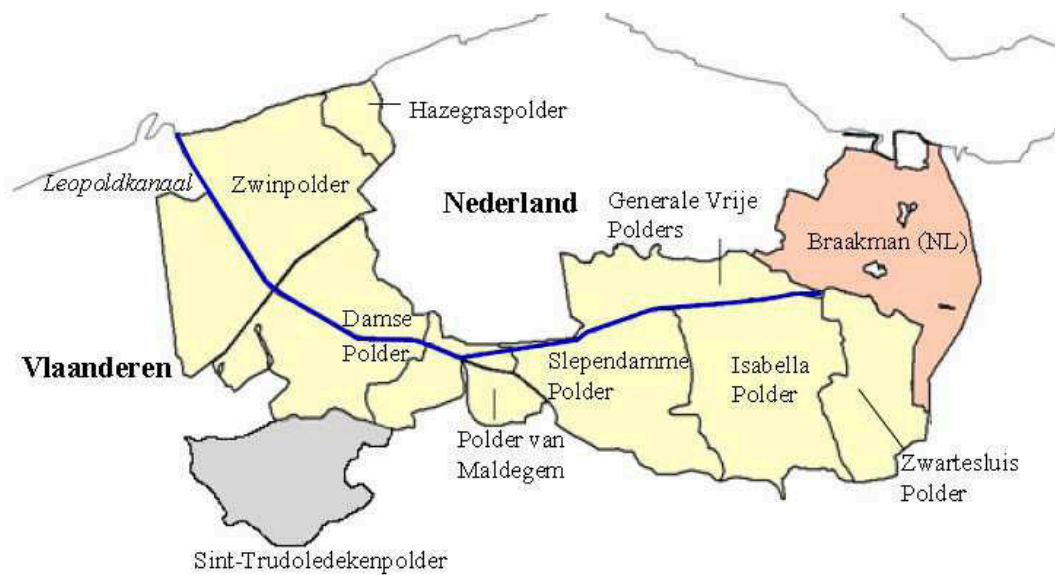 Hazegraspolder
Leopoldkanaal
Zwinpolder
Nederland
Generale Vrije
Polders
Braakman (NL)
Damse
Polder
Vlaanderen
Slependamme
Polder
Isabella
Polder
Polder van
Maldegem
Zwartesluis
Polder
Sint-Trudoledekenpolder